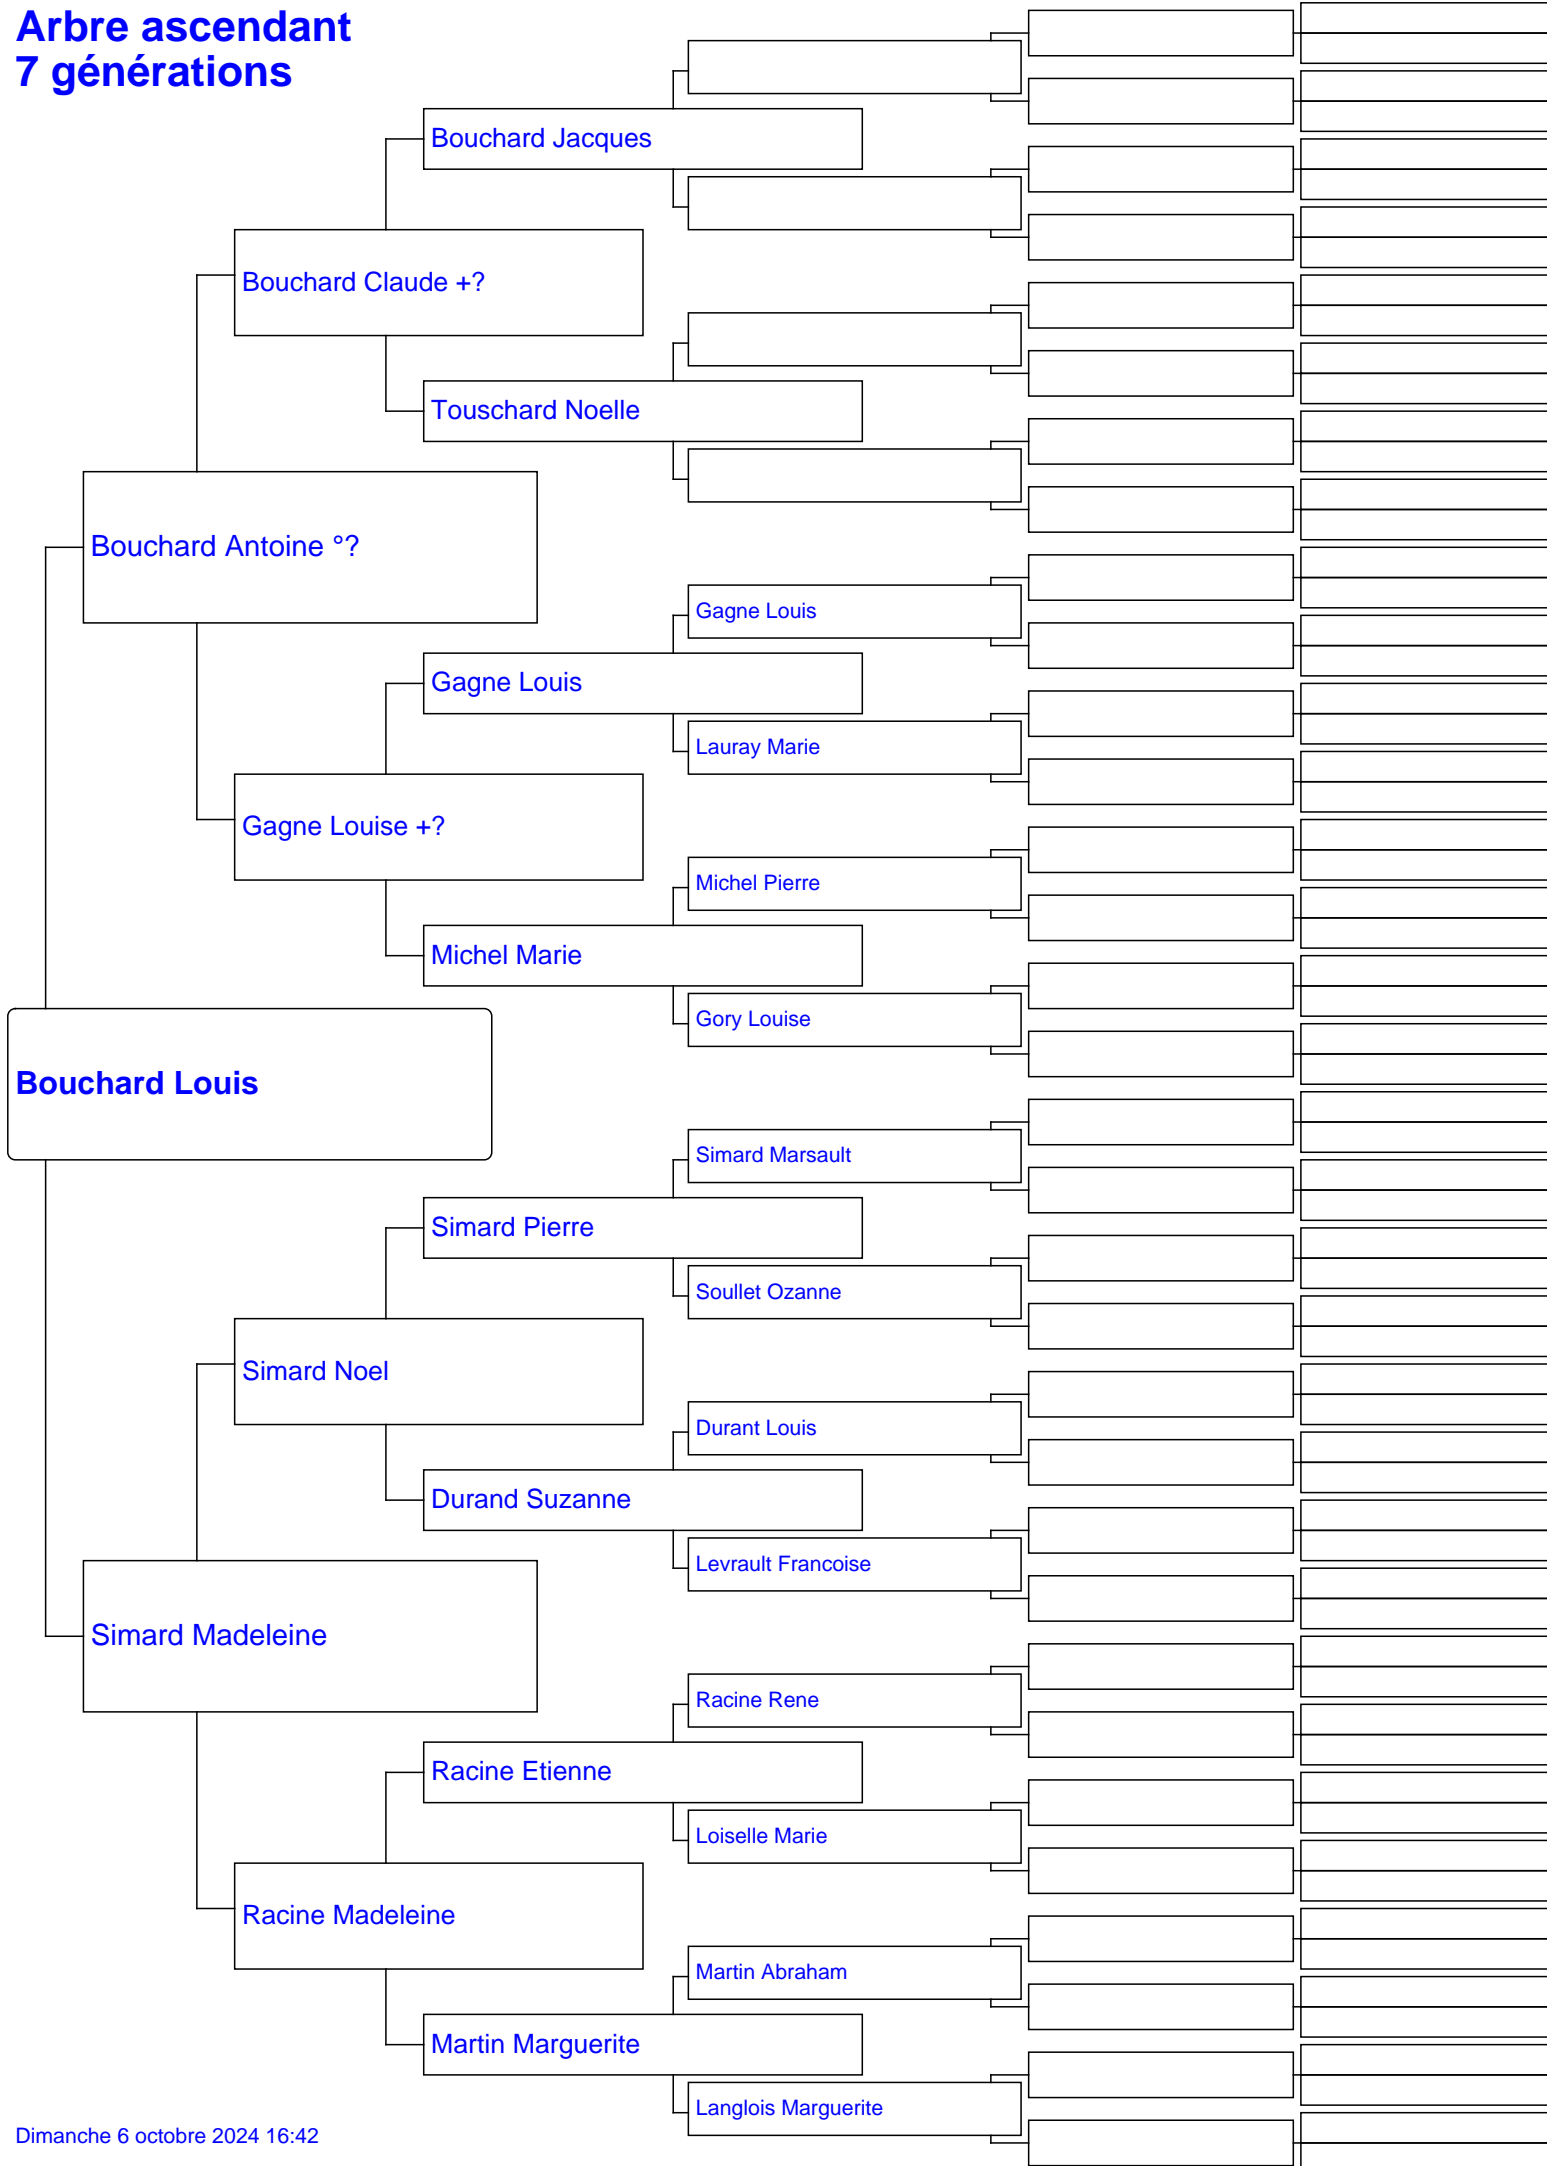 Arbre ascendant
7 générations
Bouchard Jacques
Bouchard Claude +?
Touschard Noelle
Bouchard Antoine °?
Gagne Louis
Gagne Louis
Lauray Marie
Gagne Louise +?
Michel Pierre
Michel Marie
Gory Louise
Bouchard Louis
Simard Marsault
Simard Pierre
Soullet Ozanne
Simard Noel
Durant Louis
Durand Suzanne
Levrault Francoise
Simard Madeleine
Racine Rene
Racine Etienne
Loiselle Marie
Racine Madeleine
Martin Abraham
Martin Marguerite
Langlois Marguerite
Dimanche 6 octobre 2024 16:42